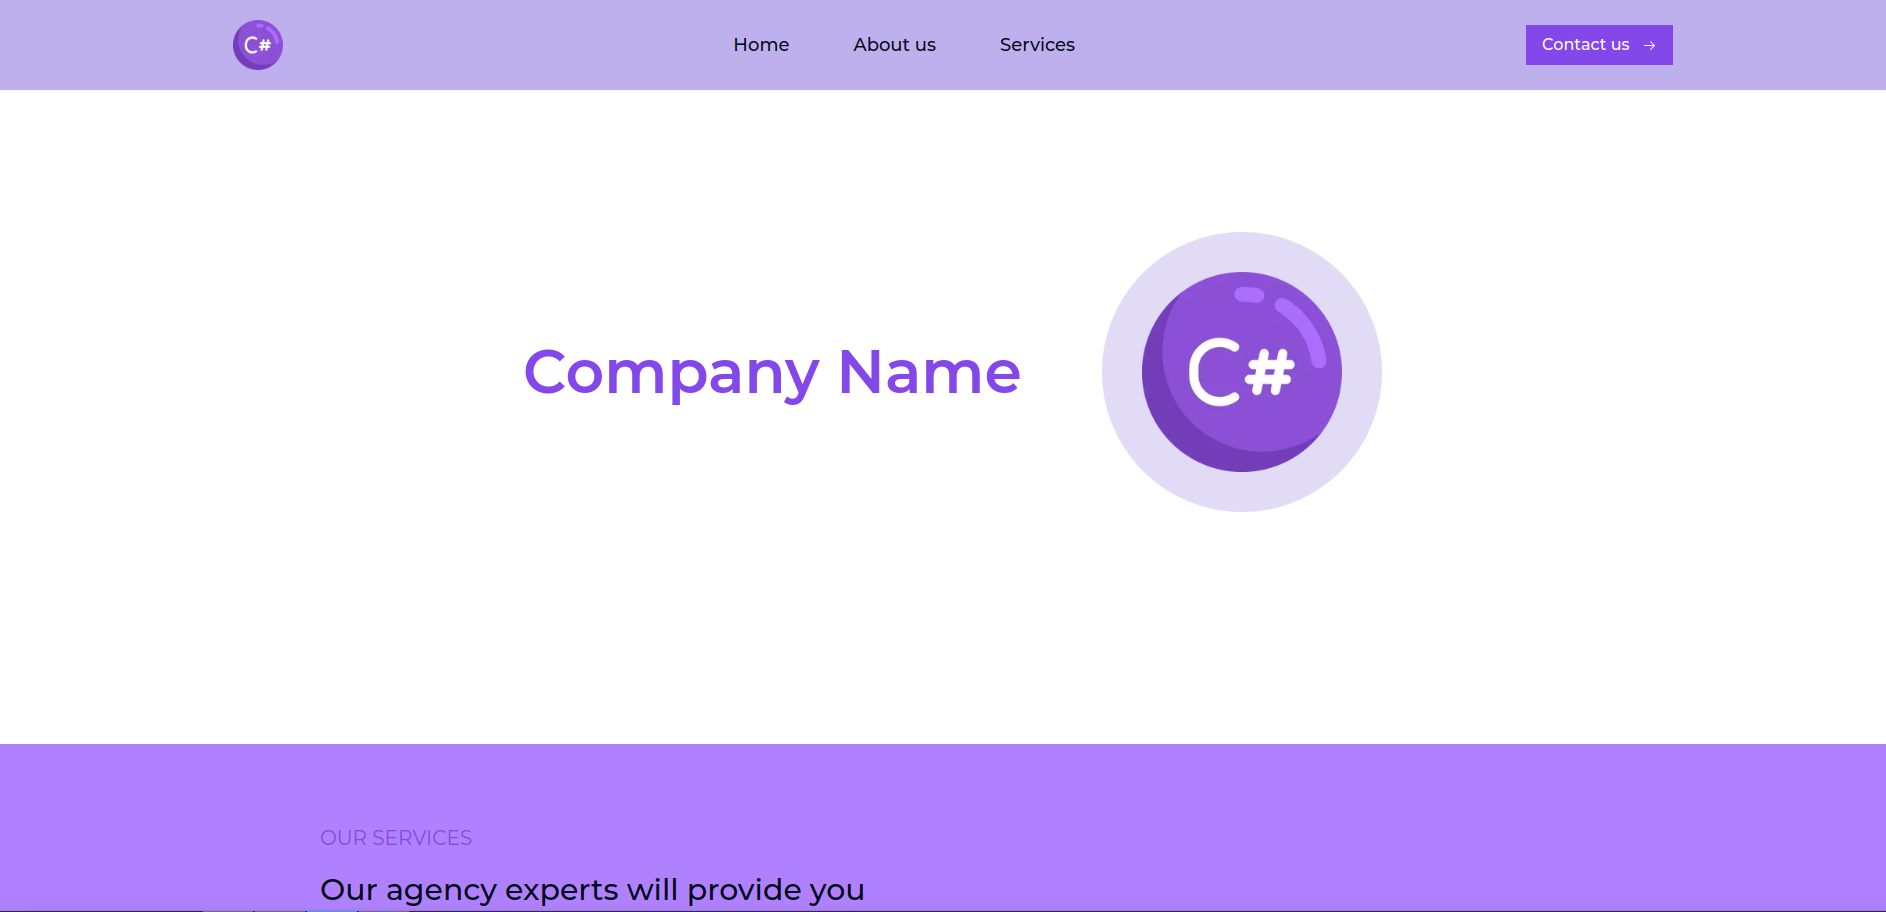 C#
Home
About us
Services
Contact us →
Company Name
C#
OUR SERVICES
Our agency experts will provide you